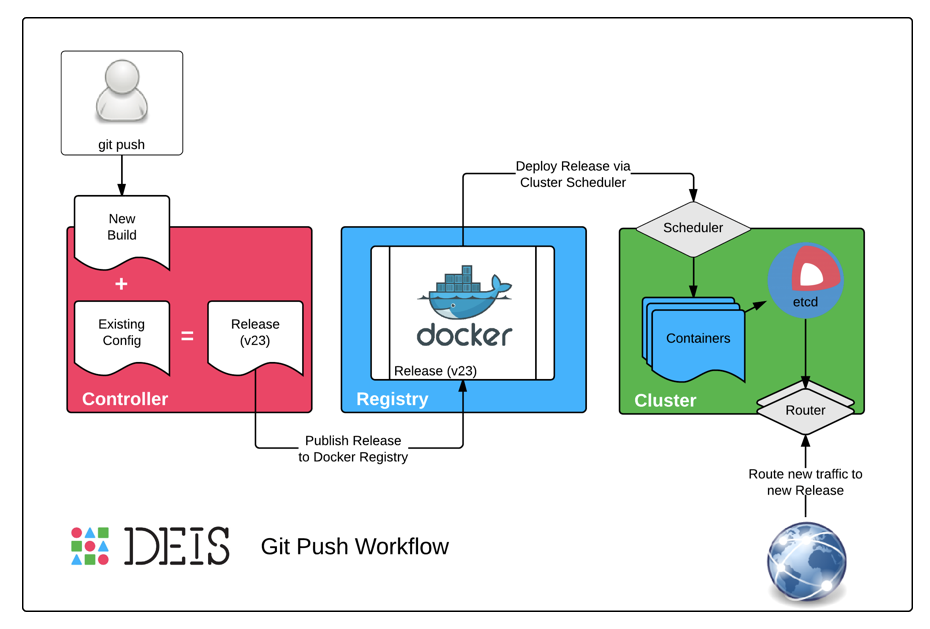 git push
New
Build
+
Existing
Config
=
Release
(v23)
Controller
Publish Release
to Docker Registry
docker
Release (v23)
Registry
Deploy Release via
Cluster Scheduler
Scheduler
Containers
etcd
Cluster
Router
Route new traffic to
new Release
DEIS
Git Push Workflow